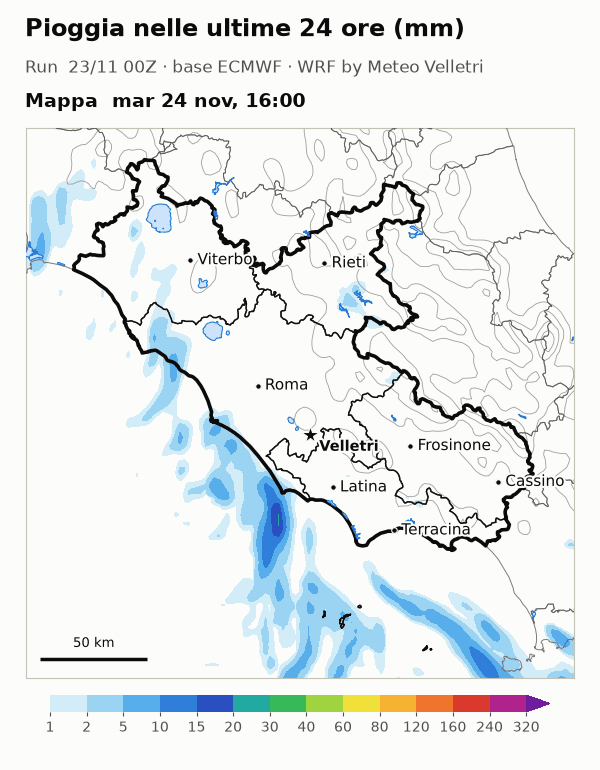 Pioggia nelle ultime 24 ore (mm)
Run  23/11 00Z · base ECMWF · WRF by Meteo Velletri
Mappa  mar 24 nov, 16:00
Viterbo
Rieti
Roma
Velletri
Frosinone
Latina
Cassino
Terracina
50 km
1 2 5 10 15 20 30 40 60 80 120 160 240 320